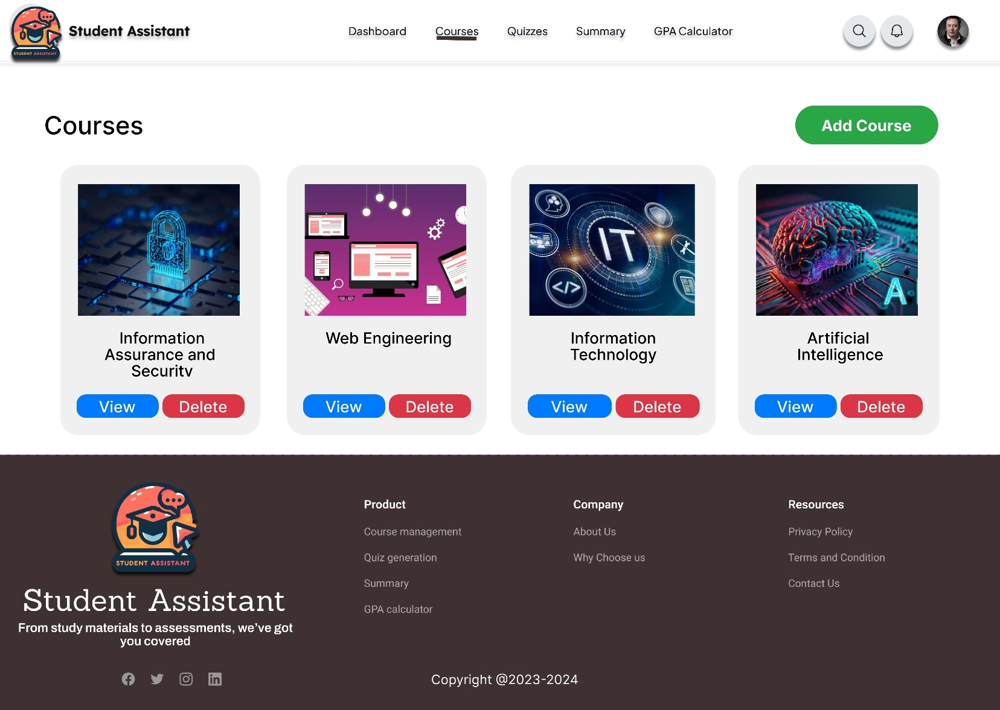 STUDENT ASSISTANT
Student Assistant
Dashboard
Courses
Quizzes
Summary
GPA Calculator
Courses
Add Course
IT
</>
A
Information
Assurance and
Security
Web Engineering
Information
Technology
Artificial
Intelligence
View
Delete
View
Delete
View
Delete
View
Delete
STUDENT ASSISTANT
Student Assistant
From study materials to assessments, we’ve got
you covered
Product
Course management
Quiz generation
Summary
GPA calculator
Company
About Us
Why Choose us
Resources
Privacy Policy
Terms and Condition
Contact Us
Copyright @2023-2024